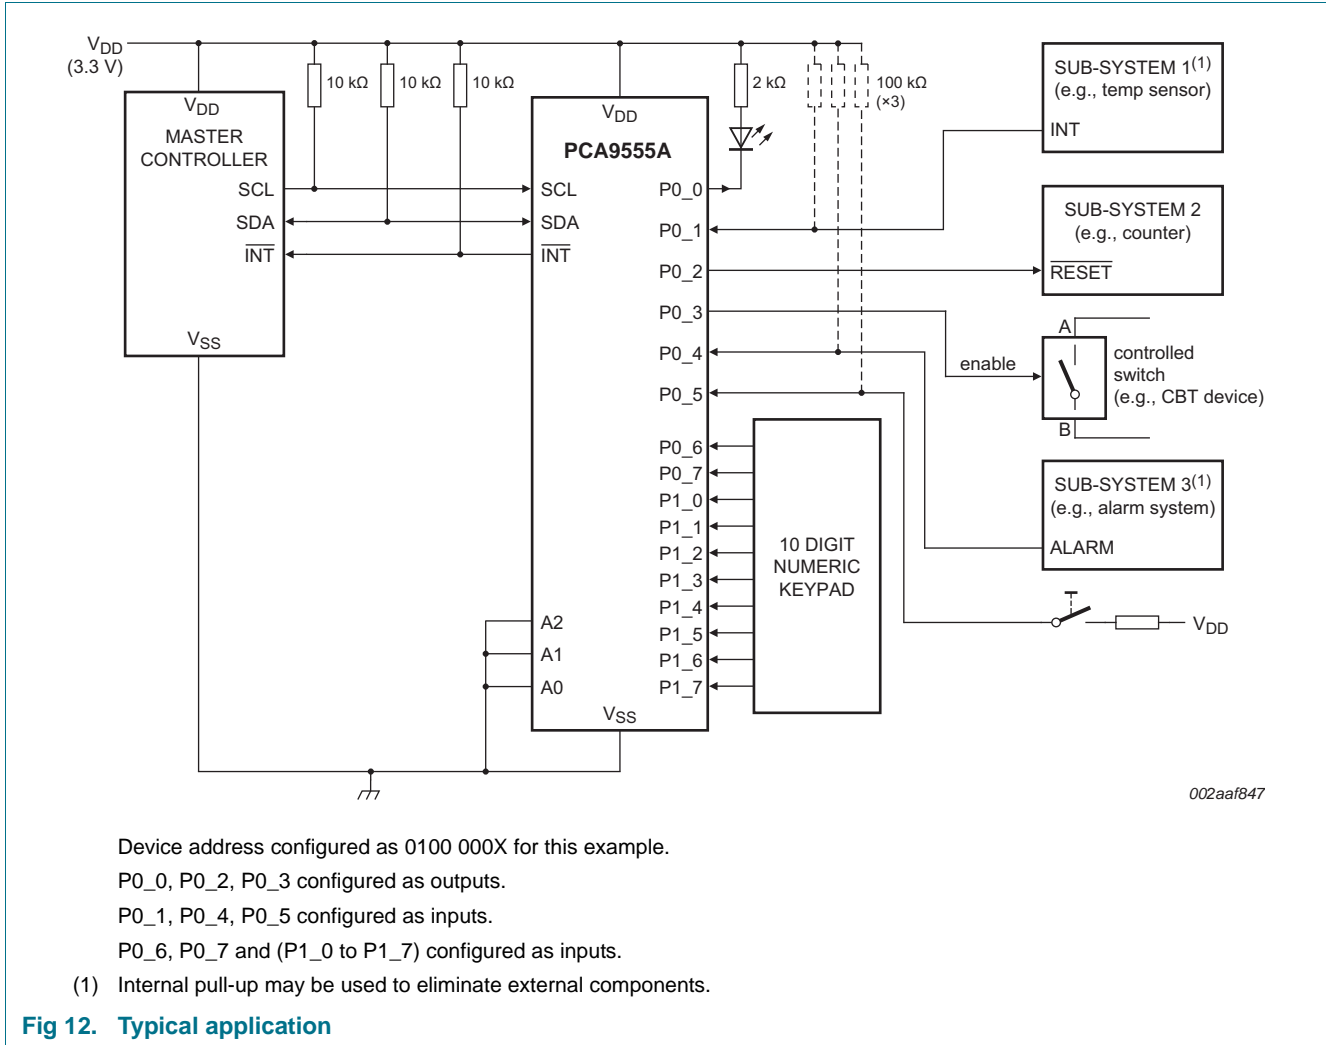 VDD
(3.3 V)
10 kΩ
10 kΩ
10 kΩ
2 kΩ
100 kΩ
(×3)
VDD
MASTER
CONTROLLER
SCL
SDA
INT
VSS
VDD
PCA9555A
SCL
SDA
INT
A2
A1
A0
VSS
P0_0
P0_1
P0_2
P0_3
P0_4
P0_5
P0_6
P0_7
P1_0
P1_1
P1_2
P1_3
P1_4
P1_5
P1_6
P1_7
10 DIGIT
NUMERIC
KEYPAD
SUB-SYSTEM 1(1)
(e.g., temp sensor)
INT
SUB-SYSTEM 2
(e.g., counter)
RESET
enable
A
B
controlled
switch
(e.g., CBT device)
SUB-SYSTEM 3(1)
(e.g., alarm system)
ALARM
VDD
002aaf847
Device address configured as 0100 000X for this example.
P0_0, P0_2, P0_3 configured as outputs.
P0_1, P0_4, P0_5 configured as inputs.
P0_6, P0_7 and (P1_0 to P1_7) configured as inputs.
(1) Internal pull-up may be used to eliminate external components.
Fig 12. Typical application